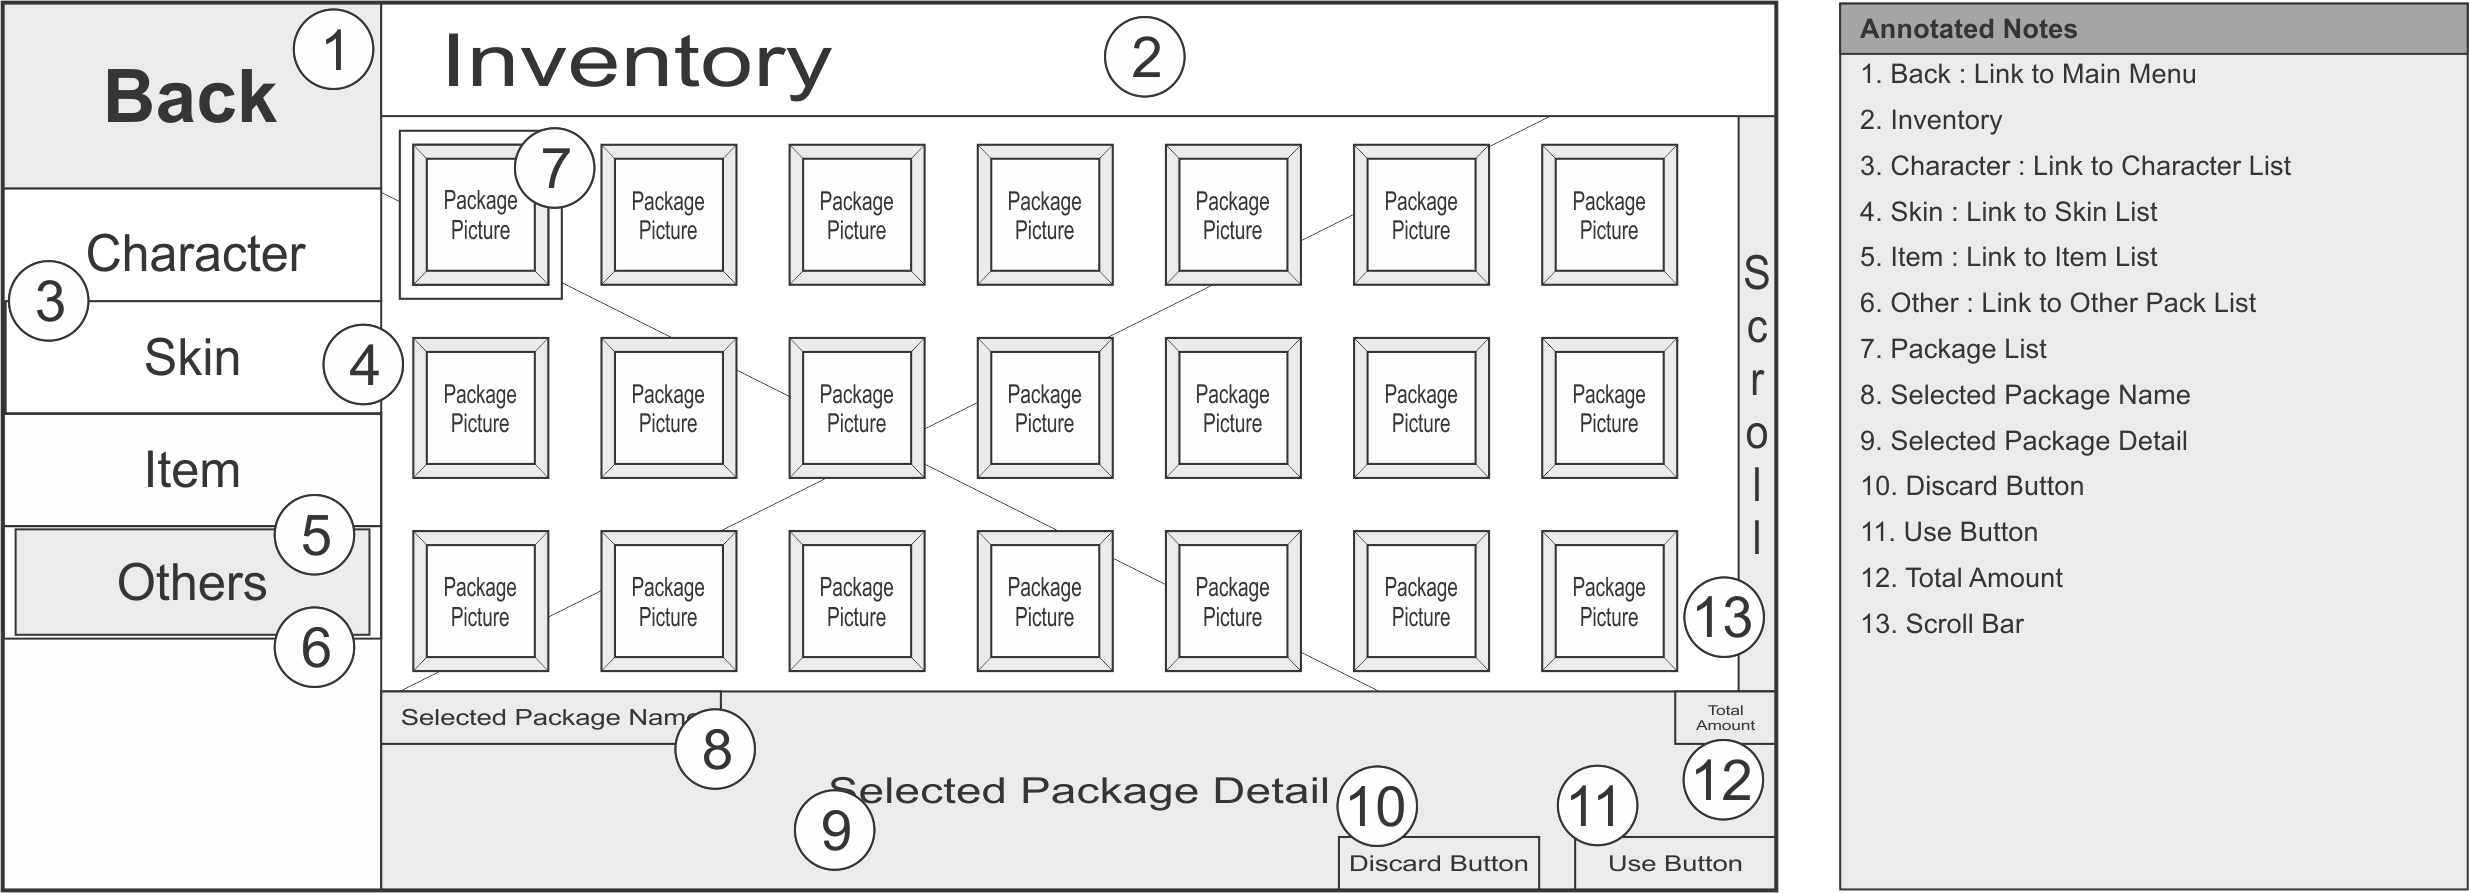 1
Back
Inventory
2
Character
3
Skin
4
Item
5
Others
6
7
Package
Picture
Package
Picture
Package
Picture
Package
Picture
Package
Picture
Package
Picture
Package
Picture
Package
Picture
Package
Picture
Package
Picture
Package
Picture
Package
Picture
Package
Picture
Package
Picture
Package
Picture
Package
Picture
Package
Picture
Package
Picture
Package
Picture
Package
Picture
Package
Picture
Scroll
13
Selected Package Name
8
Total
Amount
12
Selected Package Detail
9
10
11
Discard Button
Use Button
Annotated Notes
1. Back : Link to Main Menu
2. Inventory
3. Character : Link to Character List
4. Skin : Link to Skin List
5. Item : Link to Item List
6. Other : Link to Other Pack List
7. Package List
8. Selected Package Name
9. Selected Package Detail
10. Discard Button
11. Use Button
12. Total Amount
13. Scroll Bar